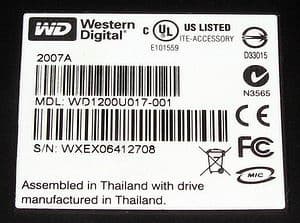 WD Western Digital
C UL US LISTED
ITE-ACCESSORY
E101559
D33015
2007A
N3565
MDL: WD1200U017-001
S/N: WXEX06412708
MIC
Assembled in Thailand with drive
manufactured in Thailand.